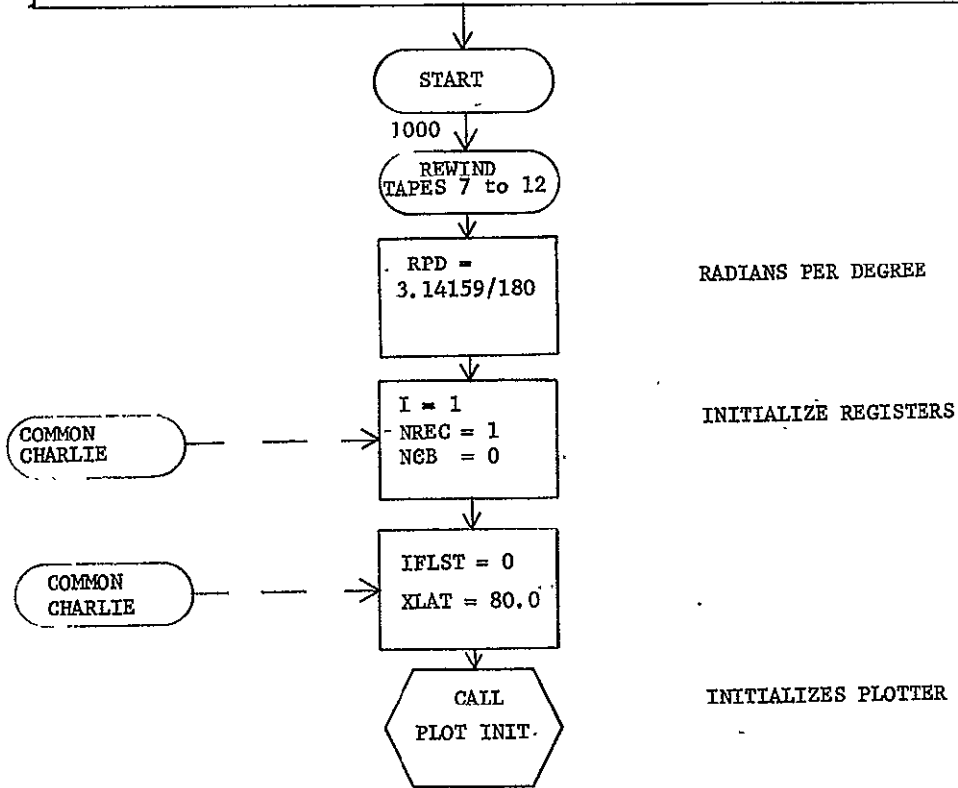 START
1000
REWIND
TAPES 7 to 12
RPD =
3.14159/180
RADIANS PER DEGREE
I = 1
NREC = 1
NCB = 0
INITIALIZE REGISTERS
COMMON
CHARLIE
IFLST = 0
XLAT = 80.0
COMMON
CHARLIE
CALL
PLOT INIT.
INITIALIZES PLOTTER